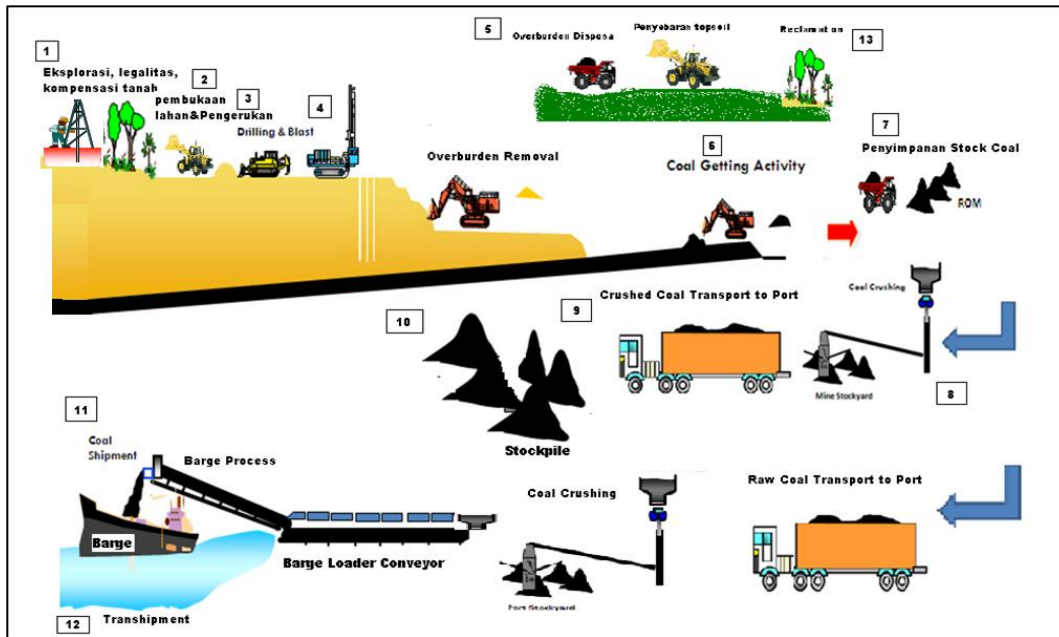 1
Eksplorasi, legalitas,
kompensasi tanah
2
pembukaan
lahan&Pengerukan
3
Drilling & Blast
4
Overburden Removal
5
Overburden Disposa
Penyebaran topsoil
Reclamation
13
6
Coal Getting Activity
7
Penyimpanan Stock Coal
ROM
Coal Crushing
8
Mine Stockyard
9
Crushed Coal Transport to Port
10
Stockpile
11
Coal
Shipment
Barge Process
Barge
Barge Loader Conveyor
Coal Crushing
Port Stockyard
Raw Coal Transport to Port
12
Transhipment